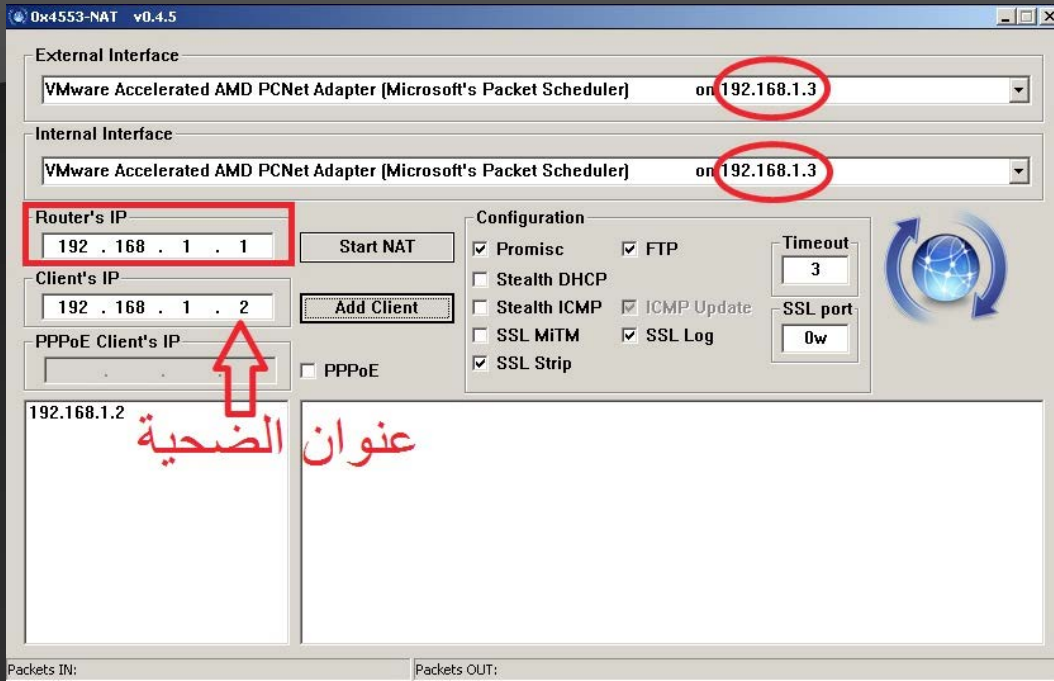 0x4553-NAT v0.4.5
External Interface
VMware Accelerated AMD PCNet Adapter (Microsoft's Packet Scheduler) on 192.168.1.3
Internal Interface
VMware Accelerated AMD PCNet Adapter (Microsoft's Packet Scheduler) on 192.168.1.3
Router's IP
192 . 168 . 1 . 1
Start NAT
Client's IP
192 . 168 . 1 . 2
Add Client
PPPoE Client's IP
. . .
PPPoE
Configuration
Promisc
FTP
Stealth DHCP
Stealth ICMP
ICMP Update
SSL MiTM
SSL Log
SSL Strip
Timeout
3
SSL port
0w
192.168.1.2
عنوان الضحية
Packets IN:
Packets OUT: